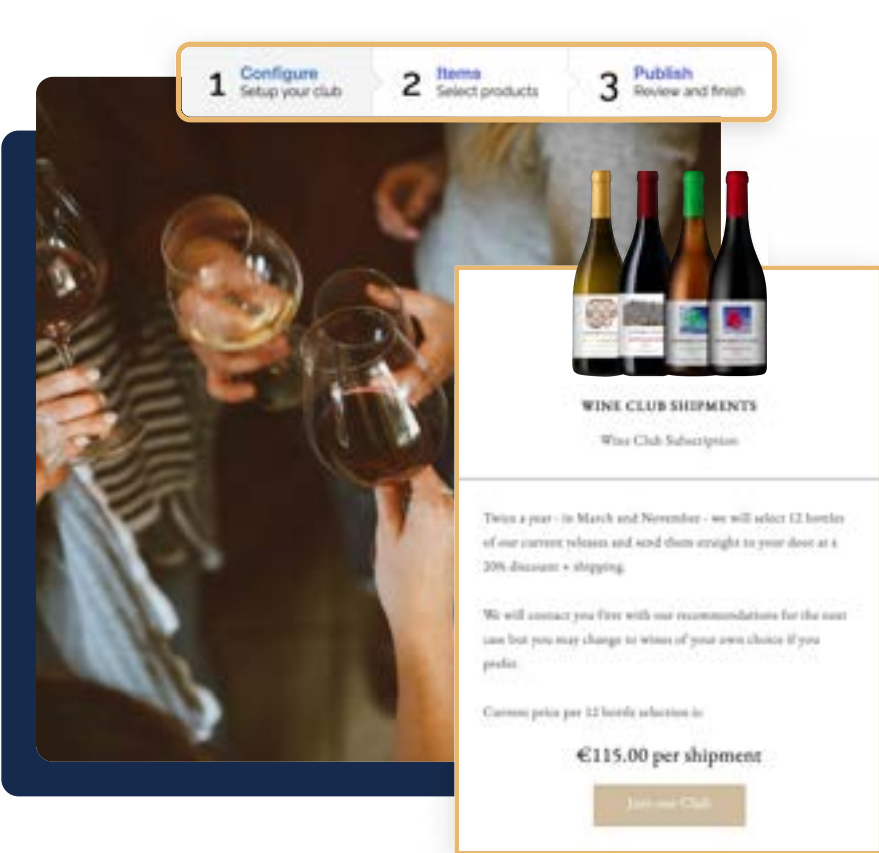 1 Configure
Setup your club
2 Items
Select products
3 Publish
Review and finish
WINE CLUB SHIPMENTS
Wine Club Subscription
Twice a year - in March and November - we will select 12 bottles
of our current releases and send them straight to your door at a
20% discount + shipping.
We will contact you first with our recommendations for the next
case but you may change to wines of your own choice if you
prefer.
Current price per 12 bottle selection is:
€115.00 per shipment
Join our Club